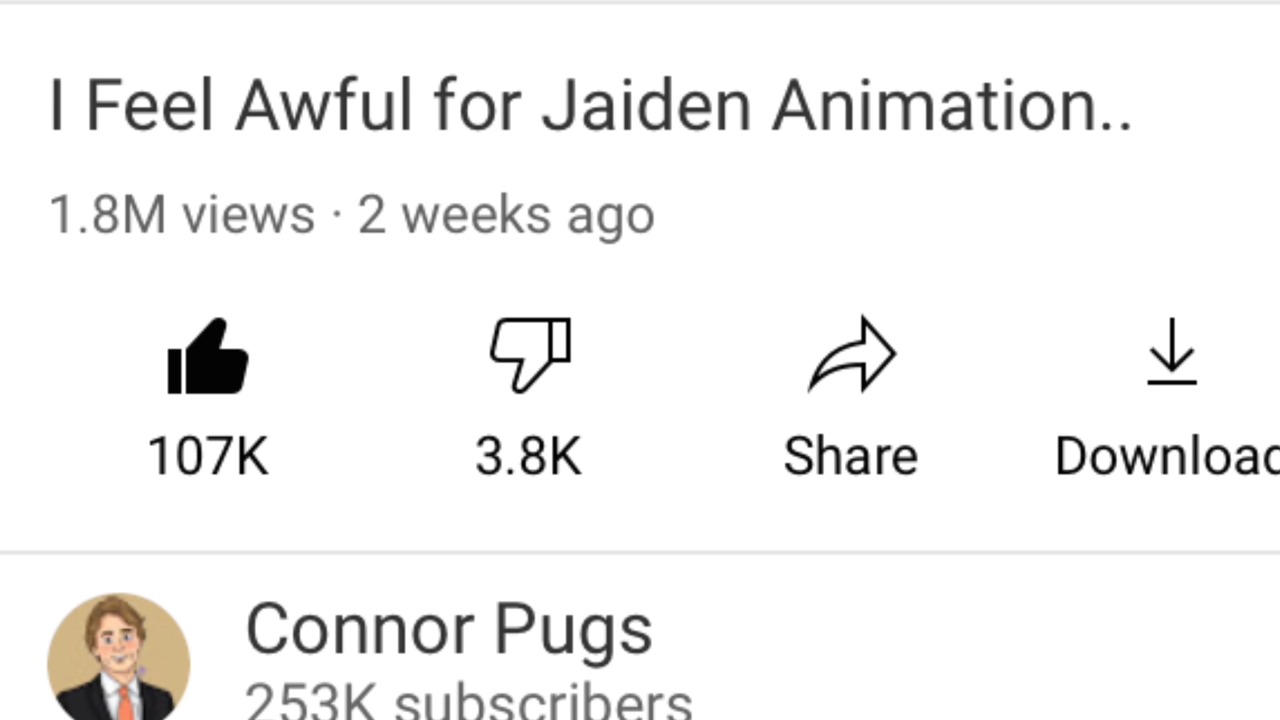 I Feel Awful for Jaiden Animation..
1.8M views · 2 weeks ago
107K 3.8K Share Download
Connor Pugs
253K subscribers